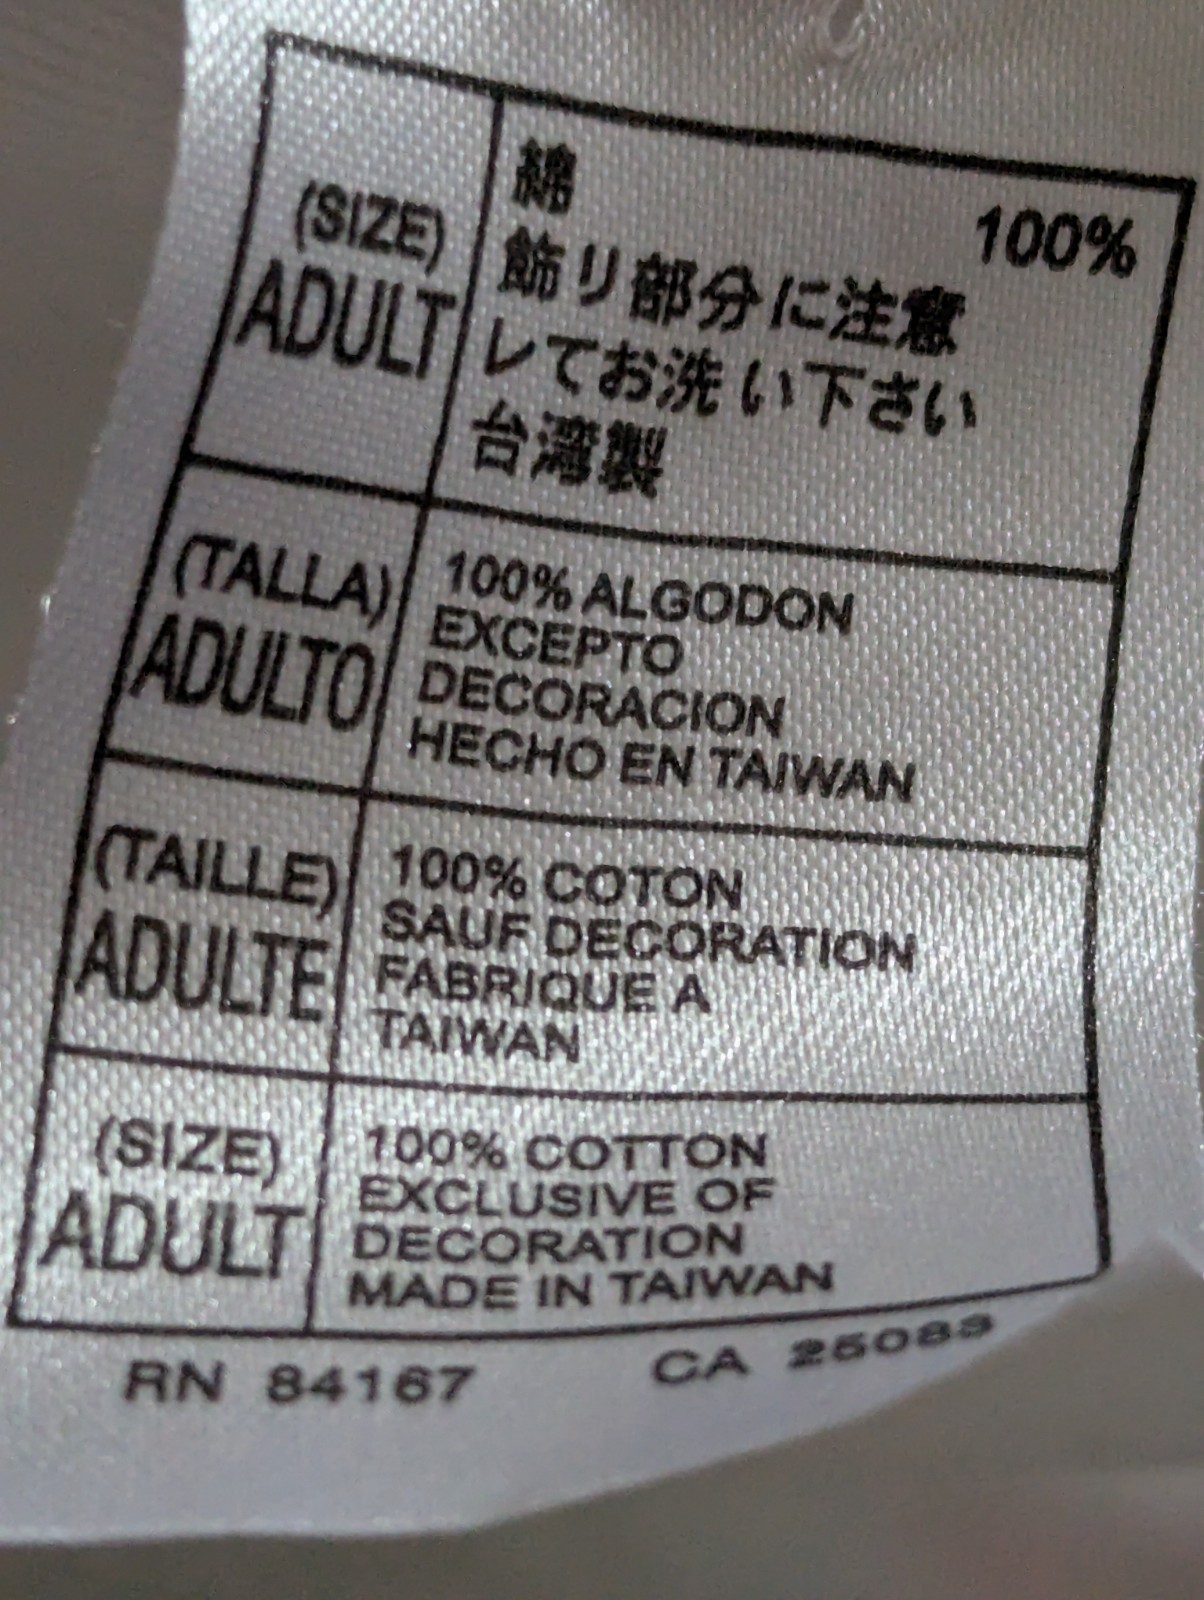 (SIZE)
ADULT
綿 100%
飾り部分に注意
してお洗い下さい
台湾製
(TALLA)
ADULTO
100% ALGODON
EXCEPTO
DECORACION
HECHO EN TAIWAN
(TAILLE)
ADULTE
100% COTON
SAUF DECORATION
FABRIQUE A
TAIWAN
(SIZE)
ADULT
100% COTTON
EXCLUSIVE OF
DECORATION
MADE IN TAIWAN
RN 84167 CA 25083